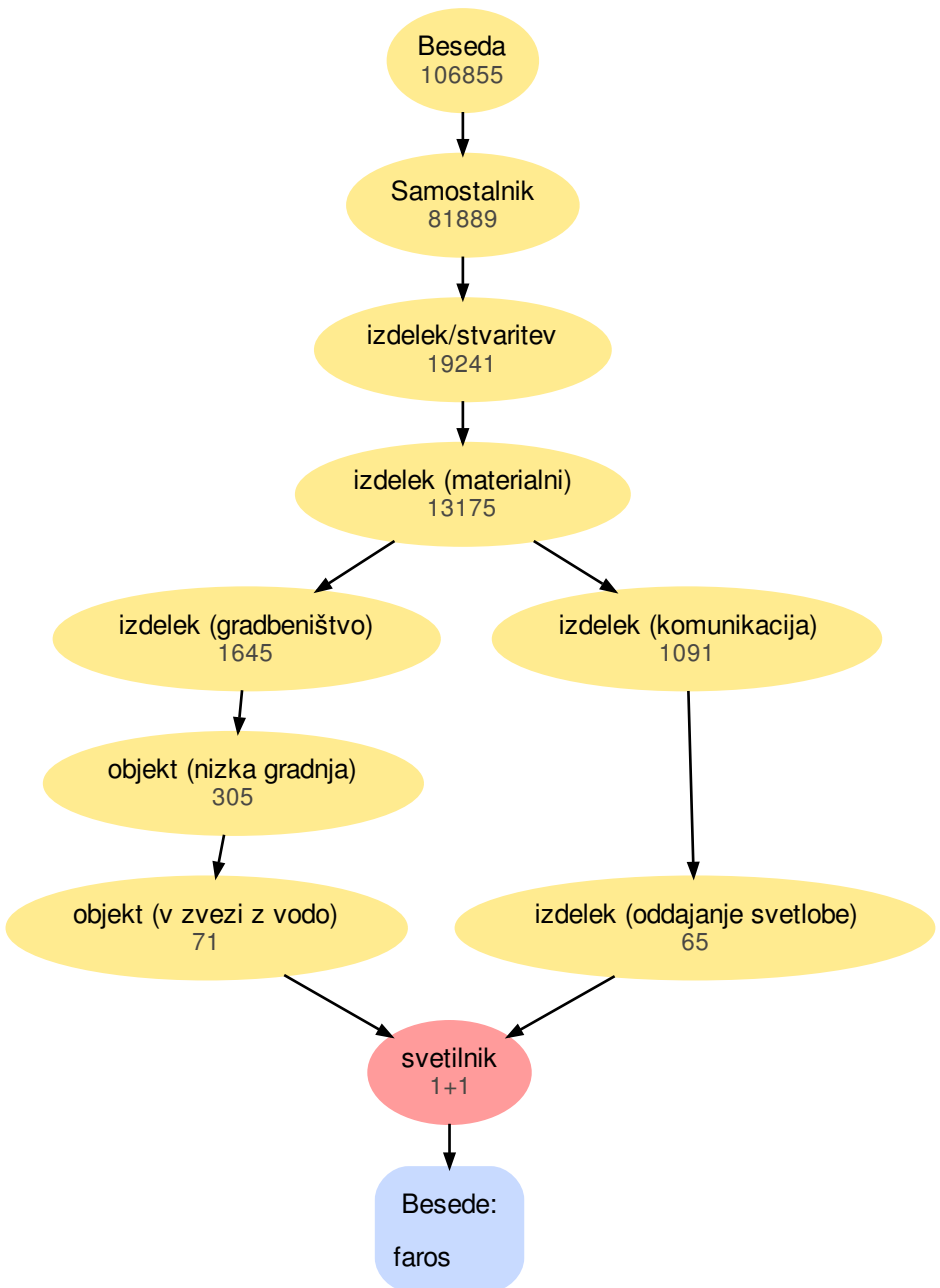 Beseda
106855
Samostalnik
81889
izdelek/stvaritev
19241
izdelek (materialni)
13175
izdelek (gradbeništvo)
1645
izdelek (komunikacija)
1091
objekt (nizka gradnja)
305
objekt (v zvezi z vodo)
71
izdelek (oddajanje svetlobe)
65
svetilnik
1+1
Besede:
faros